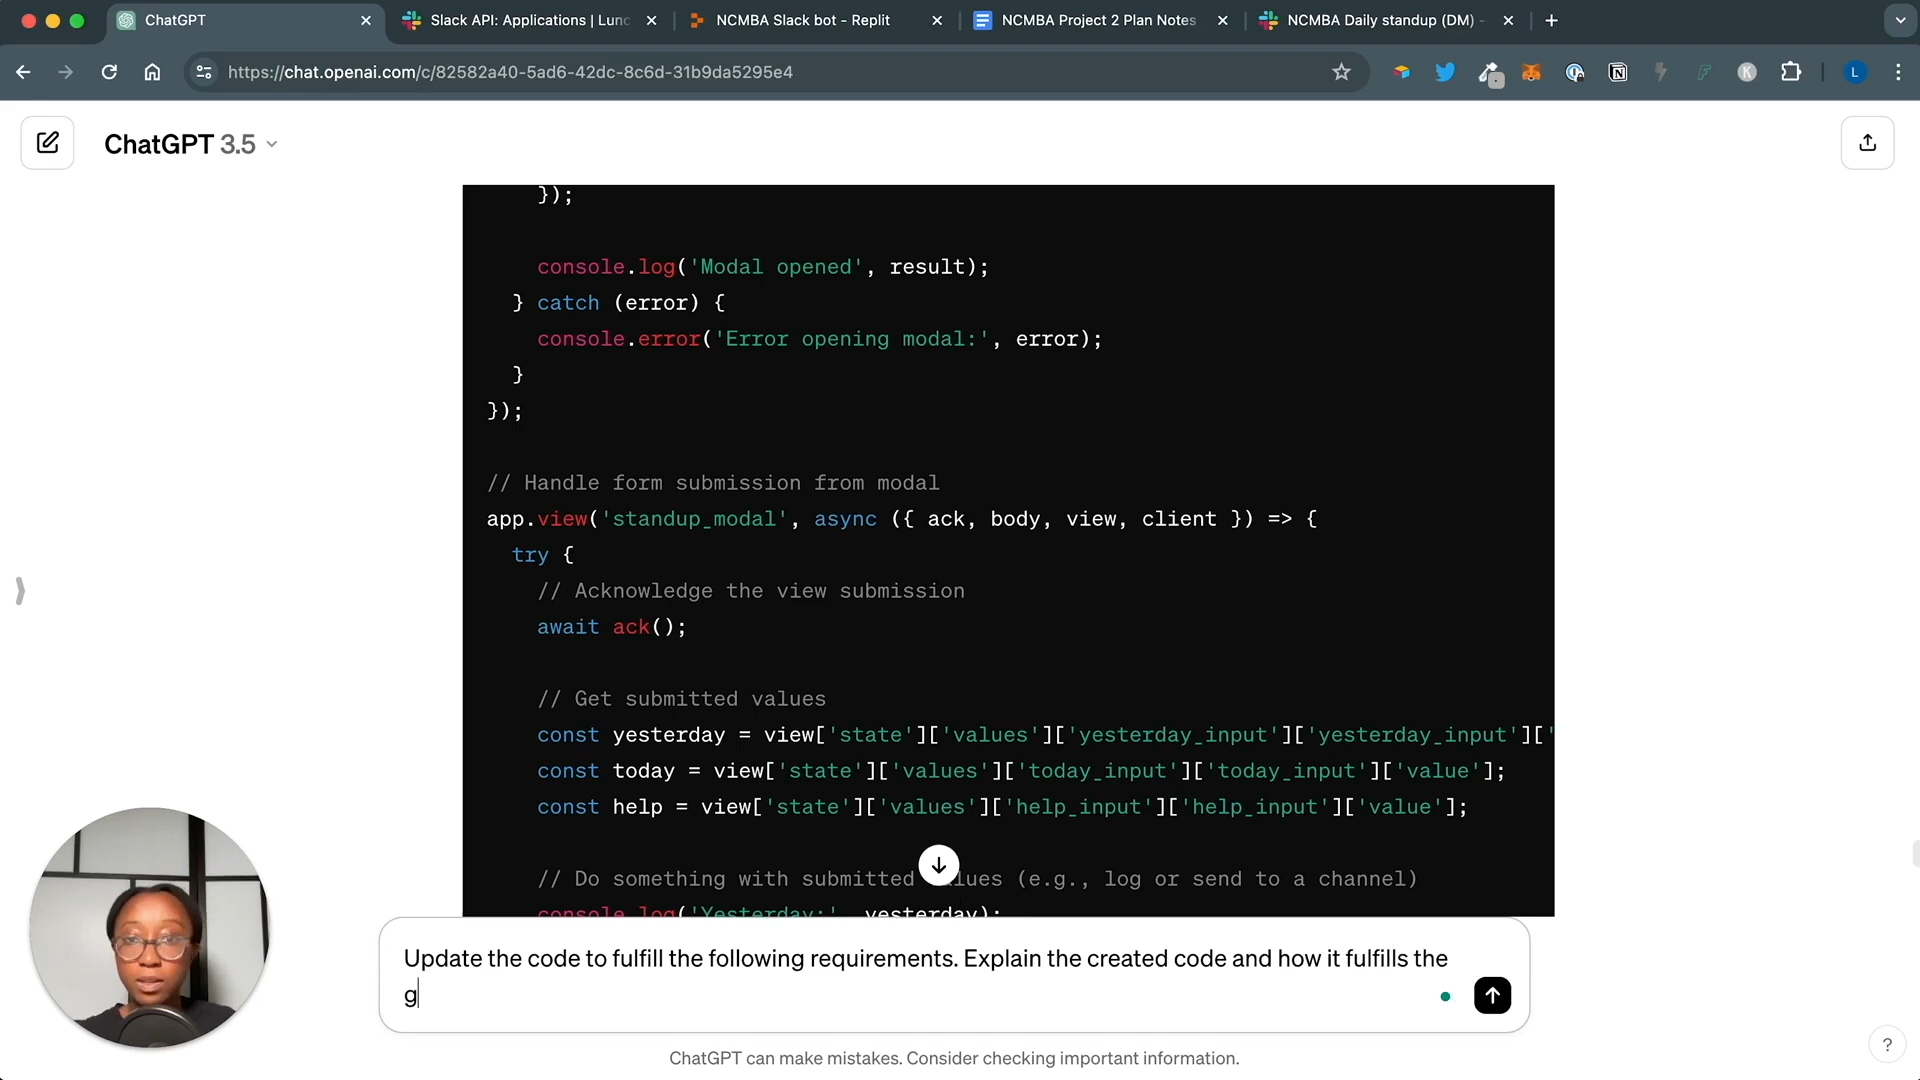 ChatGPT
Slack API: Applications | Lunc
NCMBA Slack bot - Replit
NCMBA Project 2 Plan Notes
NCMBA Daily standup (DM) -
https://chat.openai.com/c/82582a40-5ad6-42dc-8c6d-31b9da5295e4
K
L
ChatGPT 3.5
});
console.log('Modal opened', result);
} catch (error) {
console.error('Error opening modal:', error);
}
});
// Handle form submission from modal
app.view('standup_modal', async ({ ack, body, view, client }) => {
try {
// Acknowledge the view submission
await ack();
// Get submitted values
const yesterday = view['state']['values']['yesterday_input']['yesterday_input']['
const today = view['state']['values']['today_input']['today_input']['value'];
const help = view['state']['values']['help_input']['help_input']['value'];
// Do something with submitted values (e.g., log or send to a channel)
console.log('Yesterday:', yesterday);
Update the code to fulfill the following requirements. Explain the created code and how it fulfills the
g
ChatGPT can make mistakes. Consider checking important information.
?